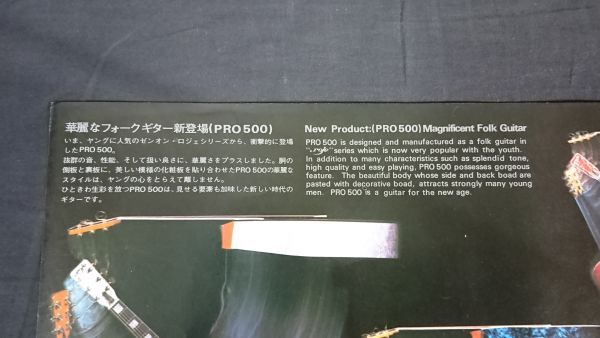 華麗なフォークギター新登場(PRO500)
いま、ヤングに人気のゼンオン・ロジェシリーズから、衝撃的に登場
したPRO 500。
抜群の音、性能、そして扱い良さに、華麗さをプラスしました。胴の
側板と裏板に、美しい模様の化粧板を貼り合わせたPRO 500の華麗な
スタイルは、ヤングの心をとらえて離しません。
ひときわ生彩を放つPRO 500は、見せる要素も加味した新しい時代の
ギターです。
New Product:(PRO500) Magnificent Folk Guitar
PRO 500 is designed and manufactured as a folk guitar in
series which is now very popular with the youth.
In addition to many characteristics such as splendid tone,
high quality and easy playing, PRO 500 possesses gorgeous
feature. The beautiful body whose side and back boad are
pasted with decorative boad, attracts strongly many young
men. PRO 500 is a guitar for the new age.